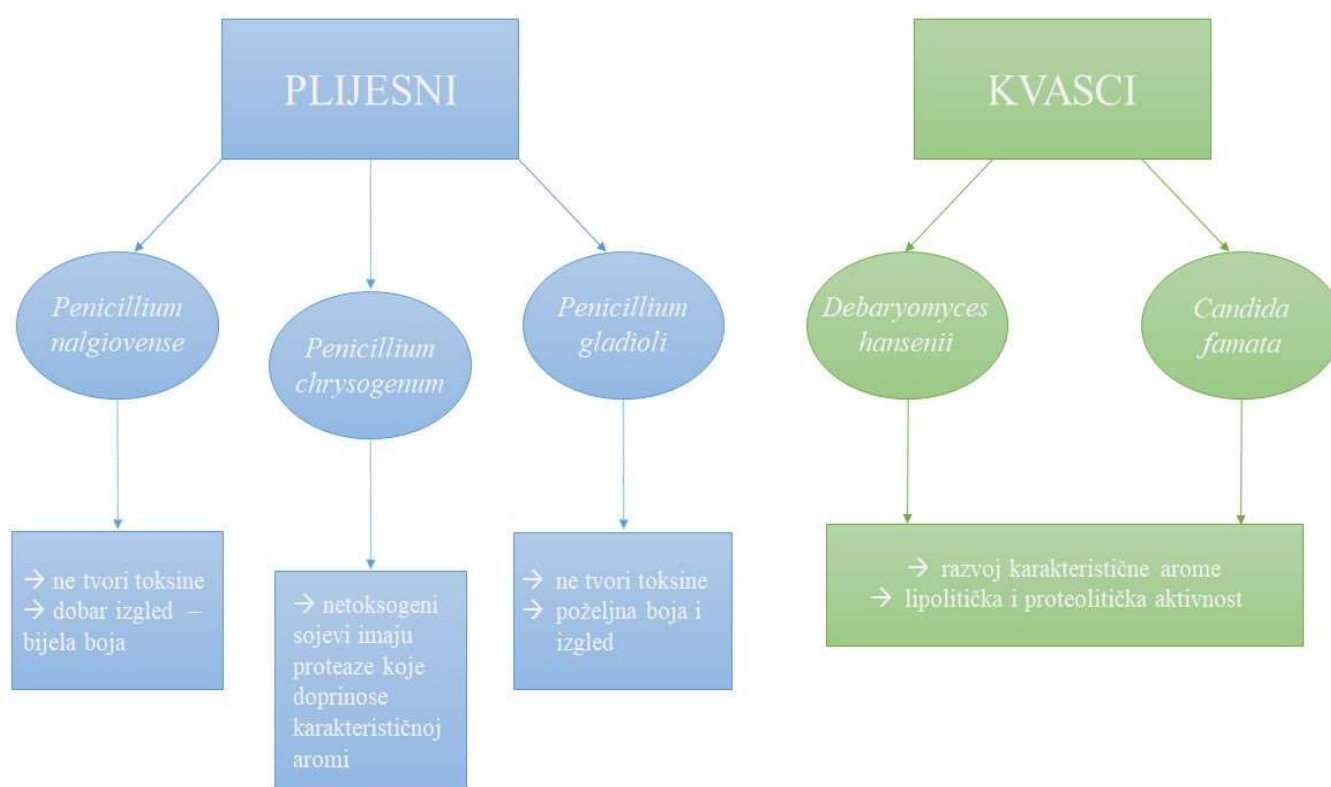 PLIJESNI
KVASCI
Penicillium
nalgiovense
Penicillium
chrysogenum
Penicillium
gladioli
Debaryomyces
hansenii
Candida
famata
→ ne tvori toksine
→ dobar izgled –
bijela boja
→ netoksogeni
sojevi imaju
proteaze koje
doprinose
karakterističnoj
aromi
→ ne tvori toksine
→ poželjna boja i
izgled
→ razvoj karakteristične arome
→ lipolitička i proteolitička aktivnost